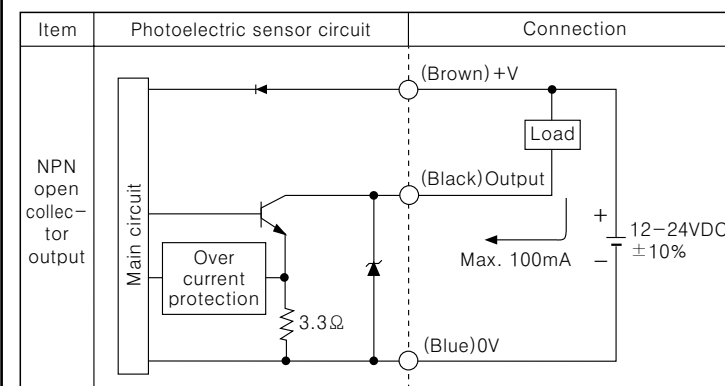 Item
Photoelectric sensor circuit
Connection
NPN
open
collec-
tor
output
Main circuit
Over
current
protection
3.3Ω
(Brown)+V
Load
(Black)Output
Max. 100mA
+
12-24VDC
±10%
−
(Blue)0V